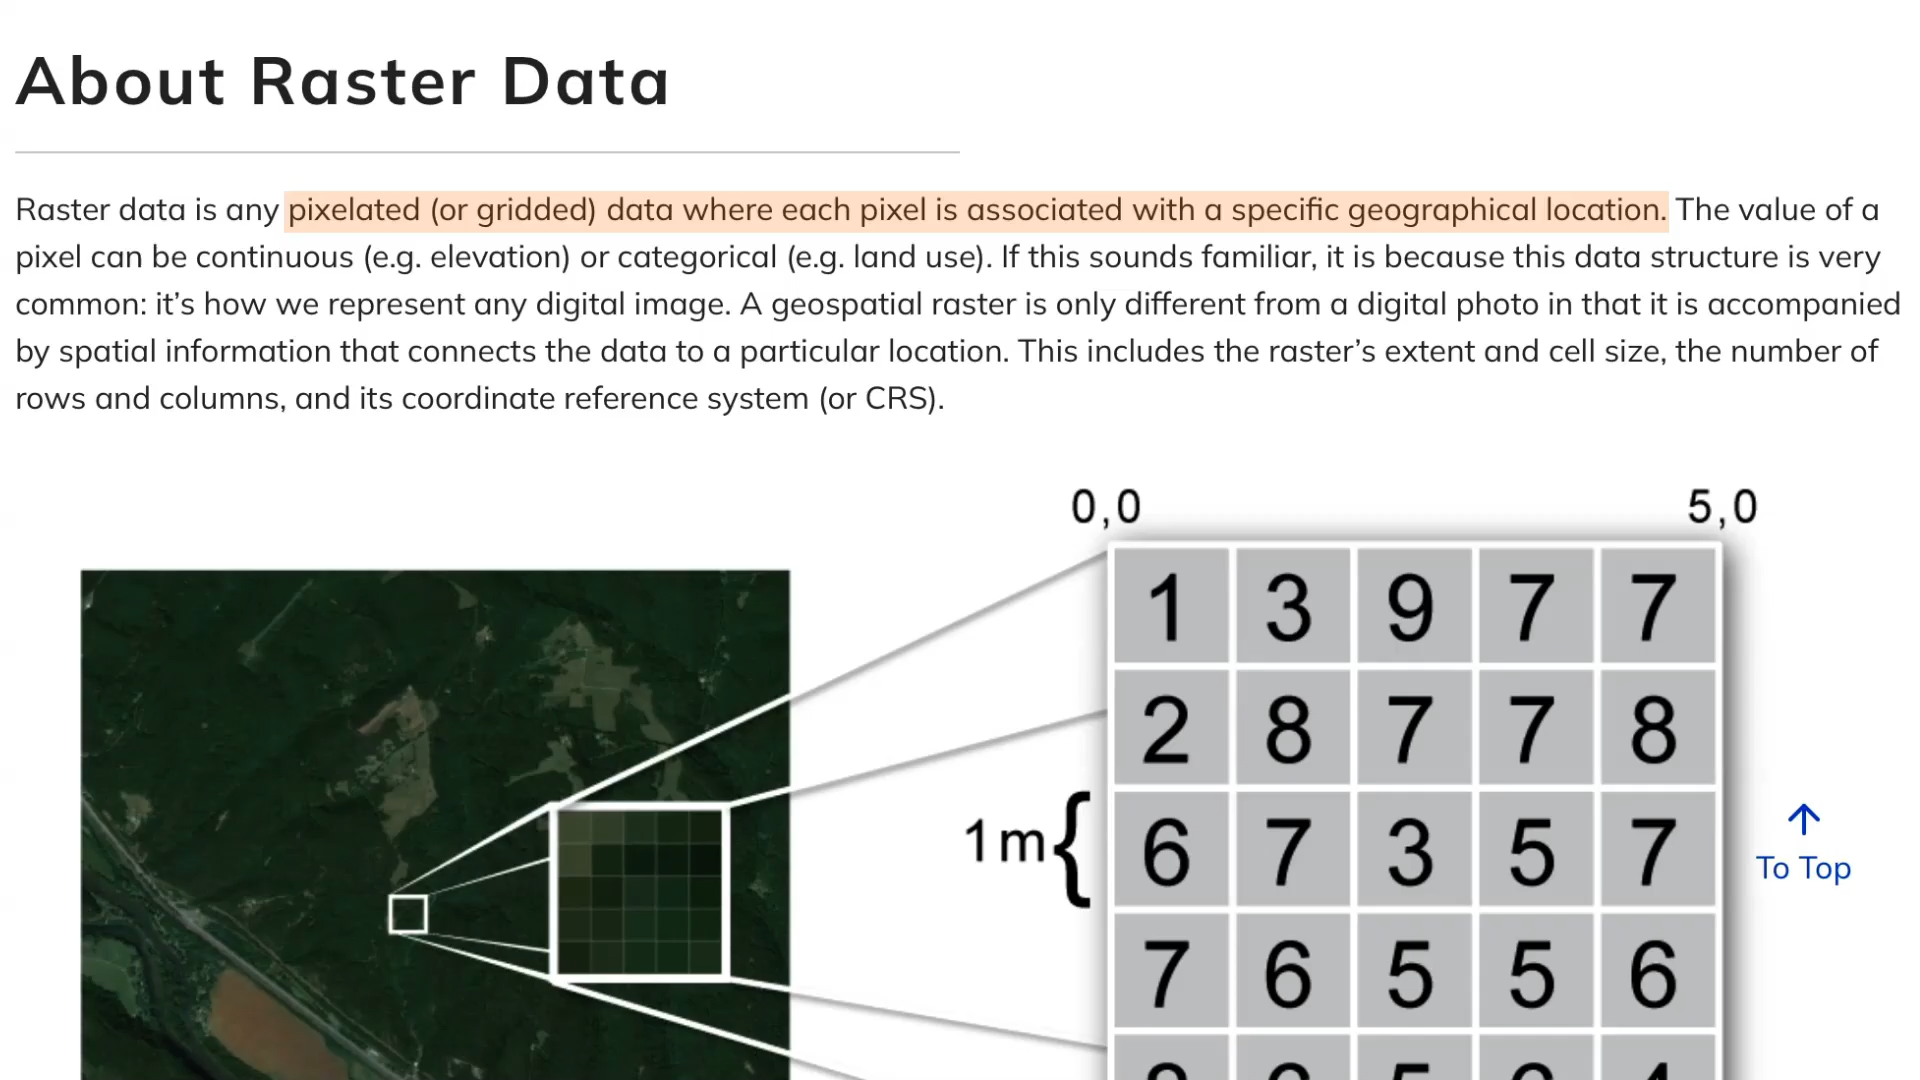 About Raster Data
Raster data is any pixelated (or gridded) data where each pixel is associated with a specific geographical location. The value of a
pixel can be continuous (e.g. elevation) or categorical (e.g. land use). If this sounds familiar, it is because this data structure is very
common: it’s how we represent any digital image. A geospatial raster is only different from a digital photo in that it is accompanied
by spatial information that connects the data to a particular location. This includes the raster’s extent and cell size, the number of
rows and columns, and its coordinate reference system (or CRS).
0,0 5,0
1 3 9 7 7
2 8 7 7 8
1m{ 6 7 3 5 7
To Top
7 6 5 5 6